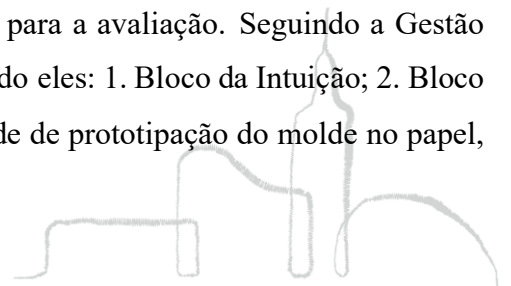 para a avaliação. Seguindo a Gestão
do eles: 1. Bloco da Intuição; 2. Bloco
de de prototipação do molde no papel,